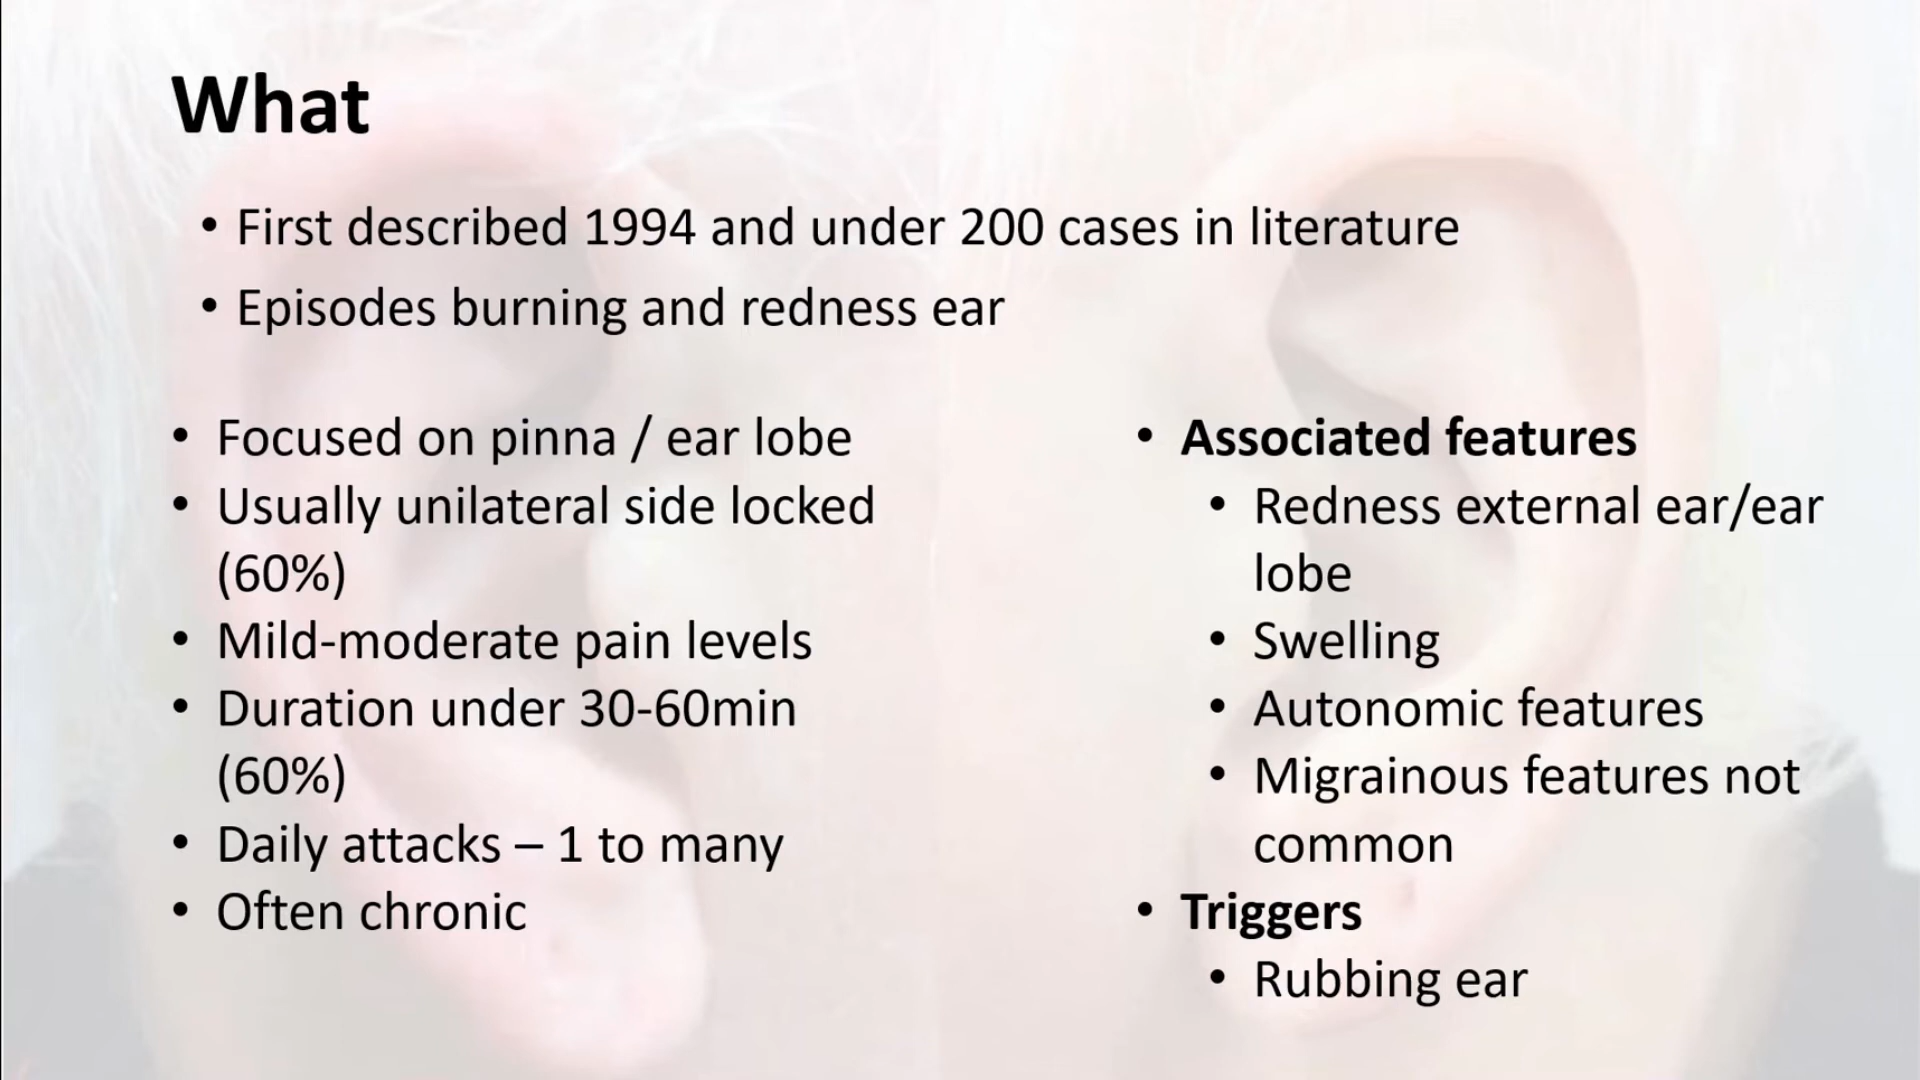 What
• First described 1994 and under 200 cases in literature
• Episodes burning and redness ear
• Focused on pinna / ear lobe
• Usually unilateral side locked
(60%)
• Mild-moderate pain levels
• Duration under 30-60min
(60%)
• Daily attacks – 1 to many
• Often chronic
• Associated features
• Redness external ear/ear
lobe
• Swelling
• Autonomic features
• Migrainous features not
common
• Triggers
• Rubbing ear